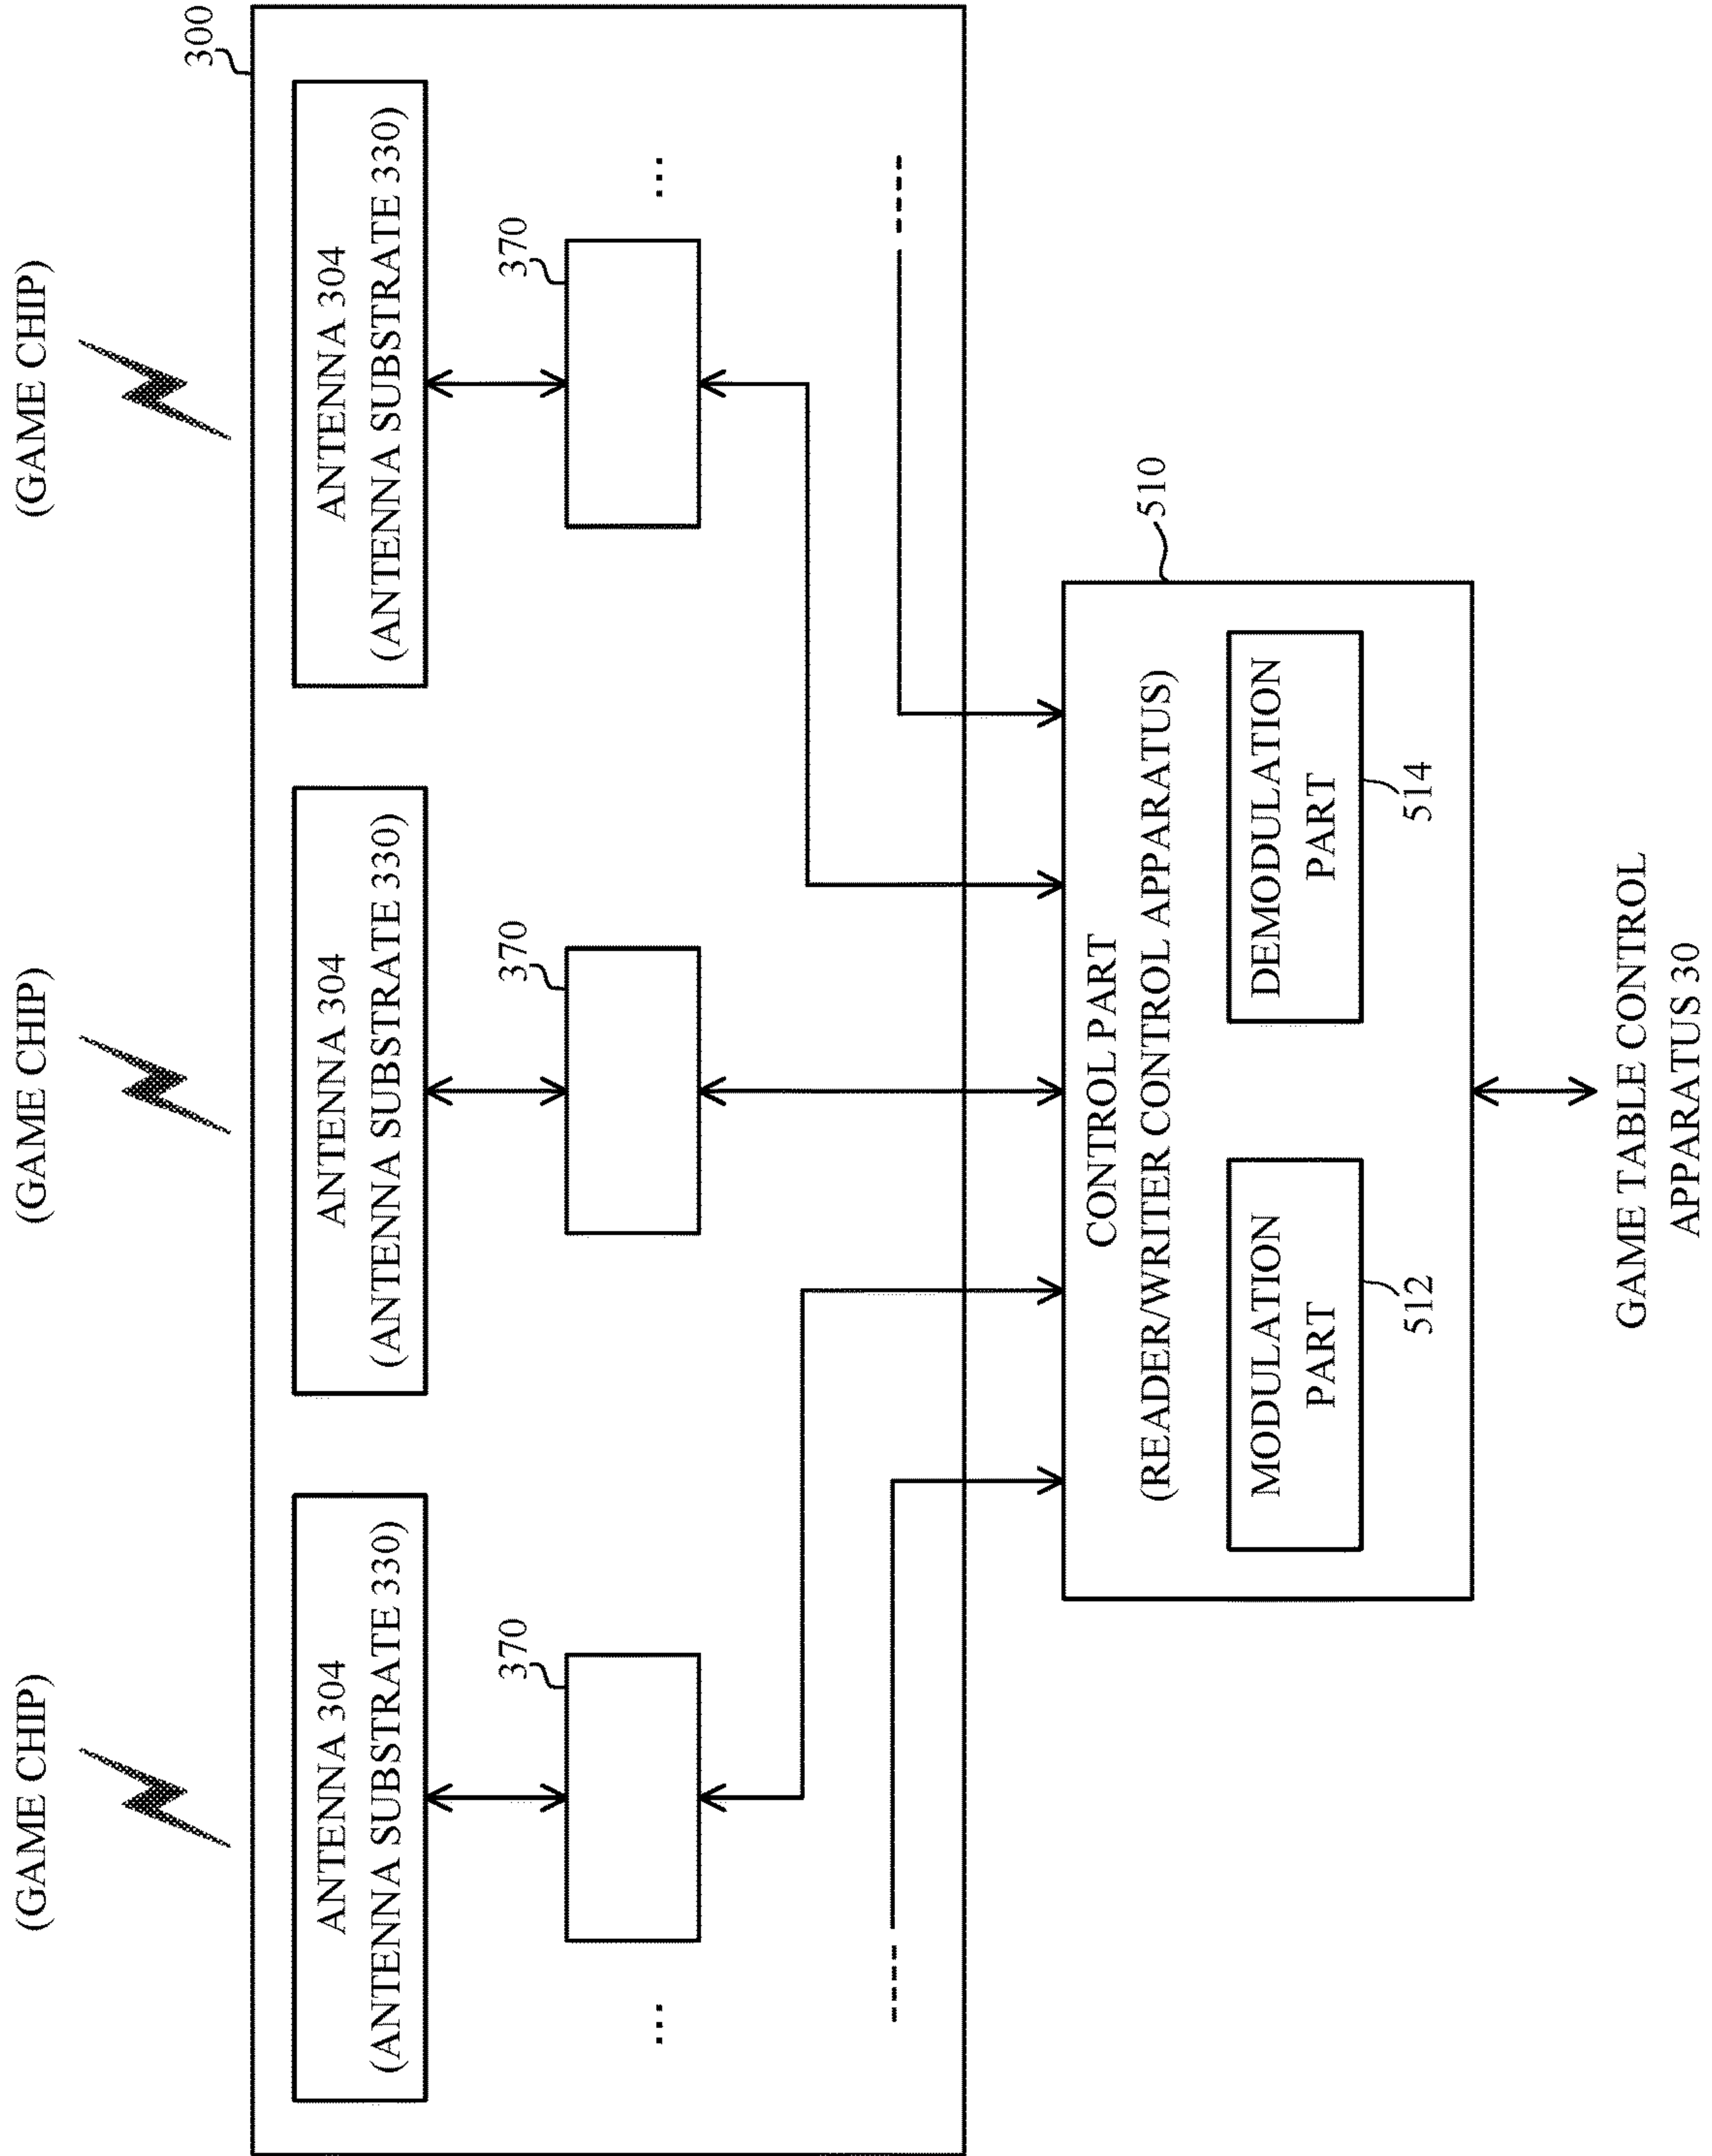 (GAME CHIP)
(GAME CHIP)
(GAME CHIP)
300
ANTENNA 304
(ANTENNA SUBSTRATE 330)
ANTENNA 304
(ANTENNA SUBSTRATE 330)
ANTENNA 304
(ANTENNA SUBSTRATE 330)
370
370
370
...
...
510
CONTROL PART
(READER/WRITER CONTROL APPARATUS)
MODULATION
PART
512
DEMODULATION
PART
514
GAME TABLE CONTROL
APPARATUS 30